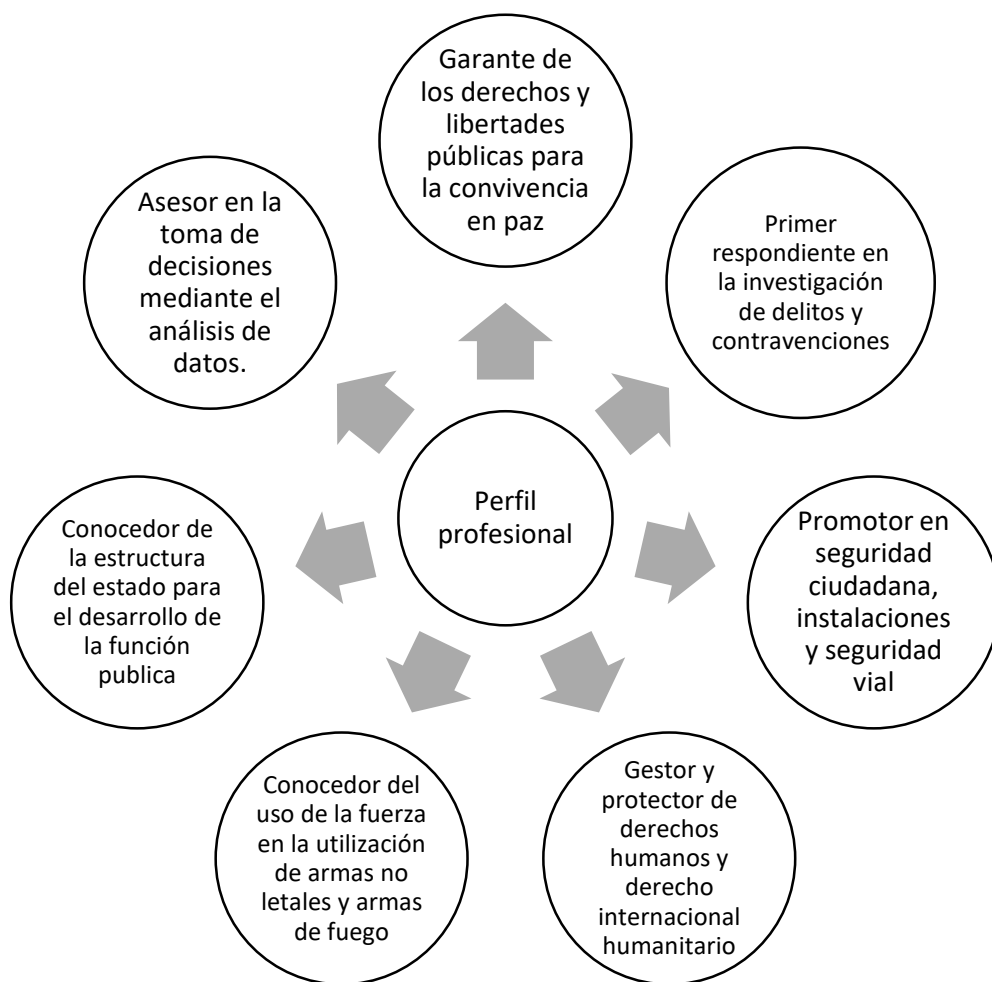 Garante de
los derechos y
libertades
públicas para
la convivencia
en paz
Primer
respondiente en
la investigación
de delitos y
contravenciones
Promotor en
seguridad
ciudadana,
instalaciones
y seguridad
vial
Gestor y
protector de
derechos
humanos y
derecho
internacional
humanitario
Conocedor del
uso de la fuerza
en la utilización
de armas no
letales y armas
de fuego
Conocedor de
la estructura
del estado para
el desarrollo de
la función
publica
Asesor en la
toma de
decisiones
mediante el
análisis de
datos.
Perfil
profesional